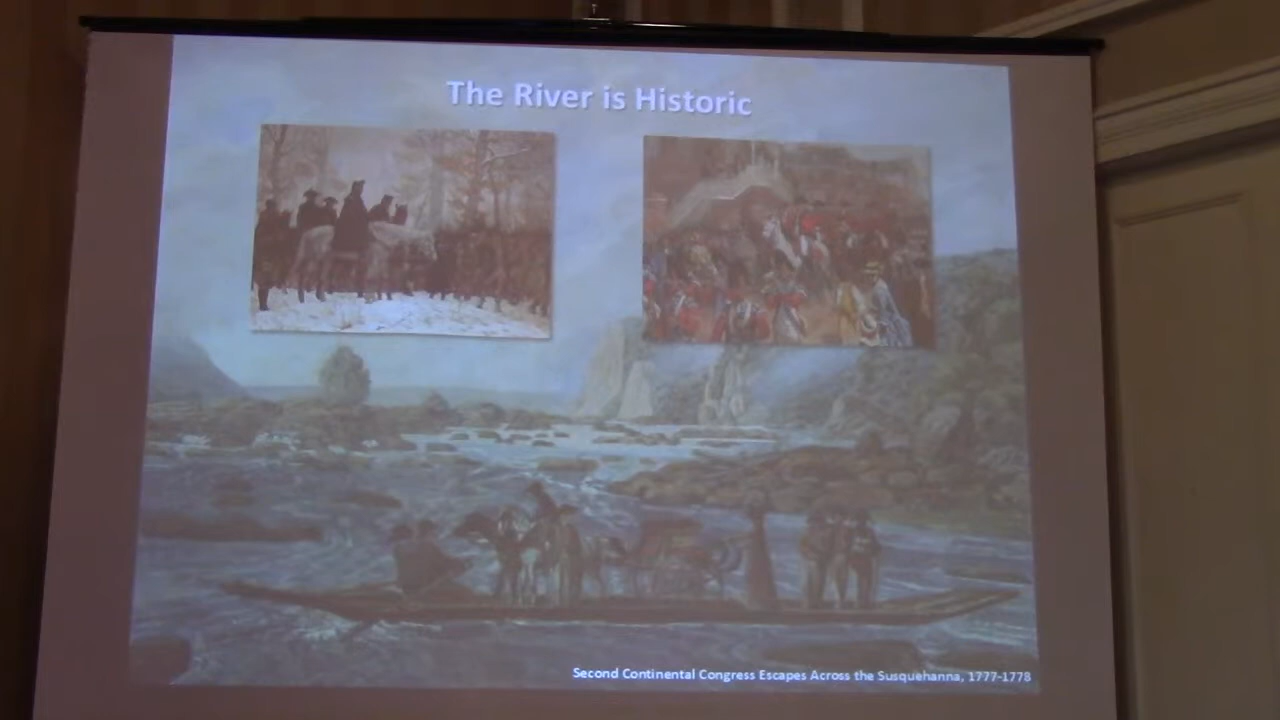 The River is Historic
Second Continental Congress Escapes Across the Susquehanna, 1777-1778